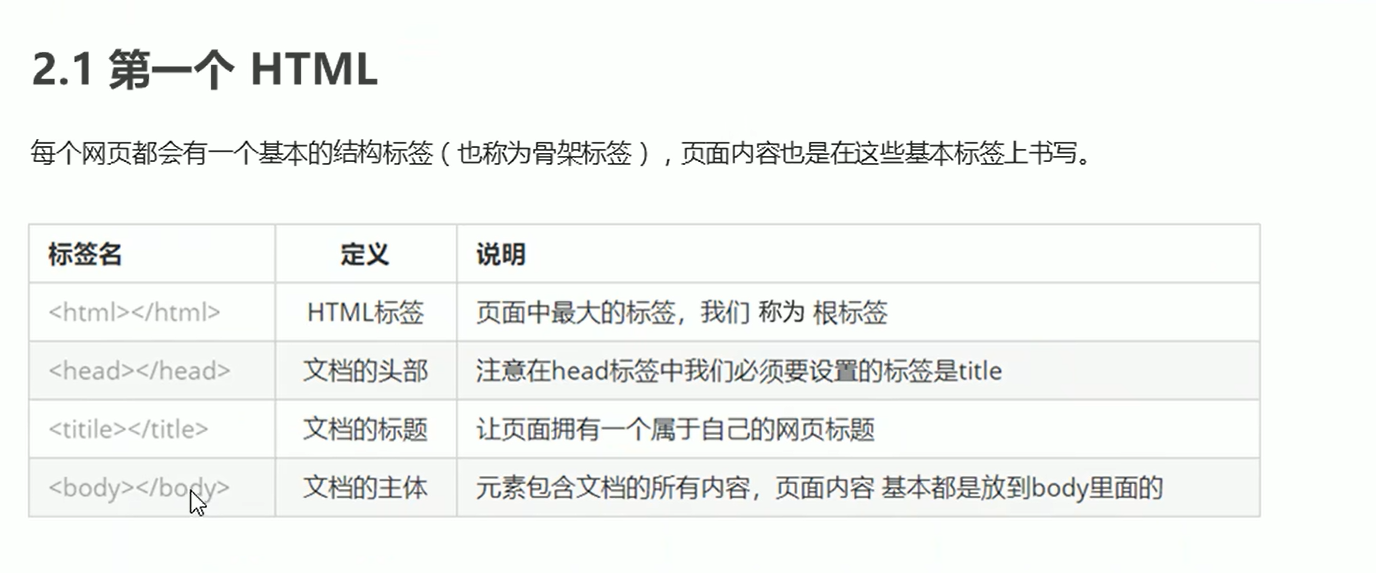 2.1 第一个 HTML
每个网页都会有一个基本的结构标签（也称为骨架标签），页面内容也是在这些基本标签上书写。
标签名 定义 说明
<html></html> HTML标签 页面中最大的标签，我们 称为 根标签
<head></head> 文档的头部 注意在head标签中我们必须要设置的标签是title
<titile></title> 文档的标题 让页面拥有一个属于自己的网页标题
<body></body> 文档的主体 元素包含文档的所有内容，页面内容 基本都是放到body里面的